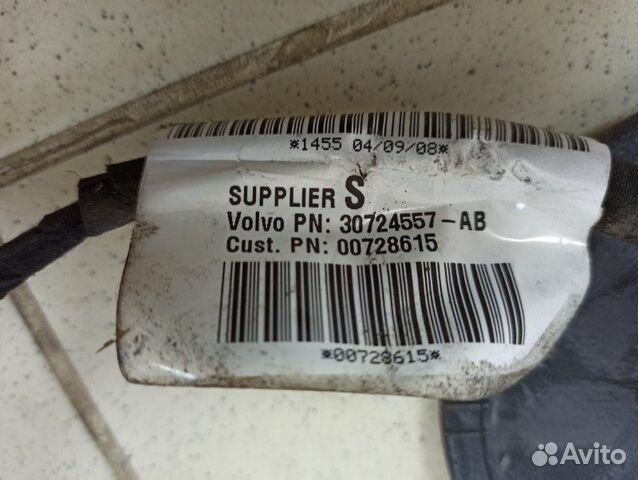 *1455 04/09/08*
SUPPLIER S
Volvo PN: 30724557-AB
Cust. PN: 00728615
*00728615*
Avito